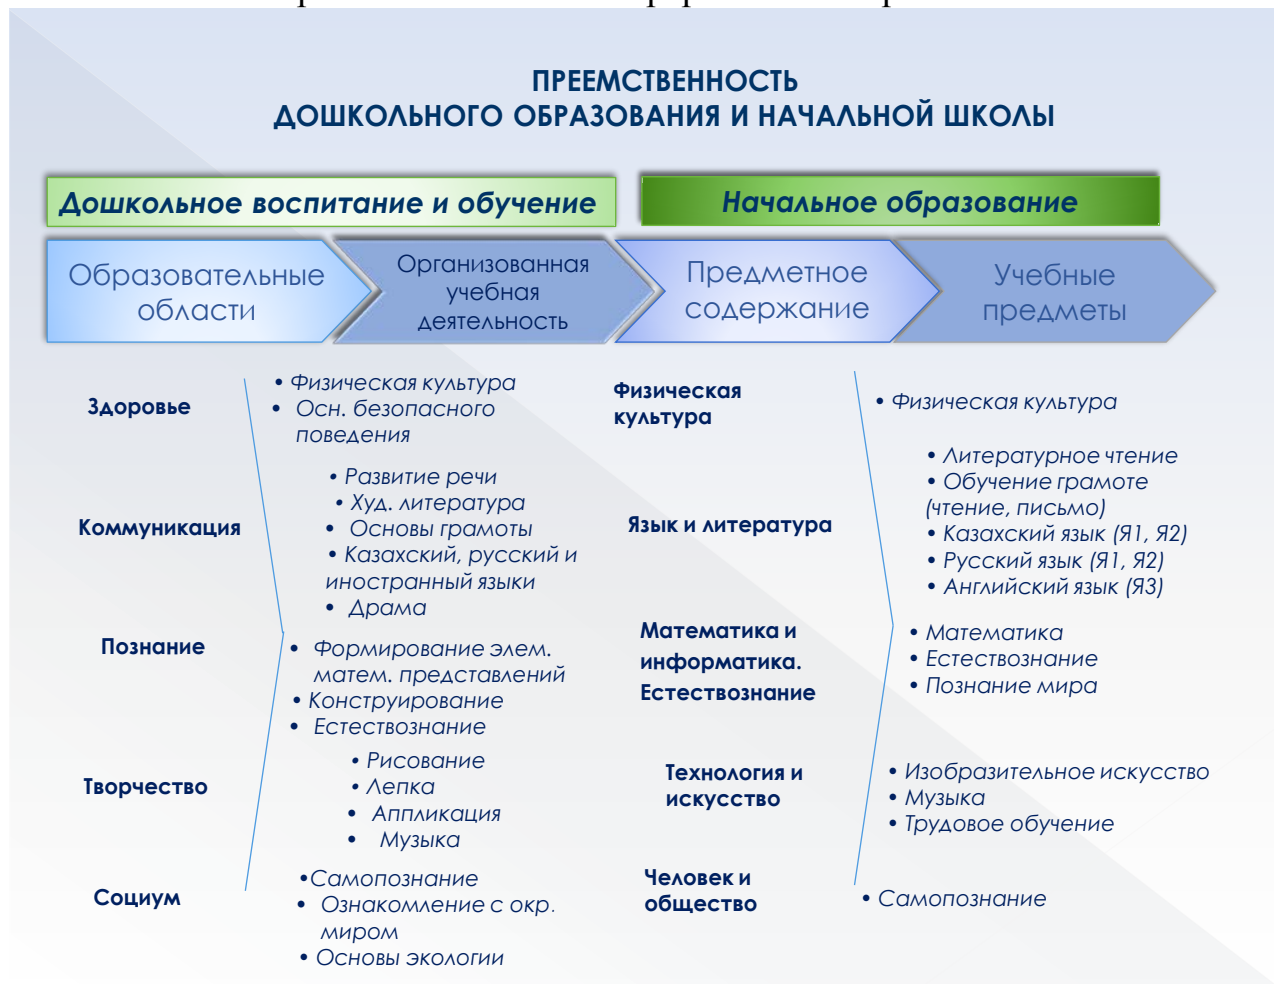 ПРЕЕМСТВЕННОСТЬ
ДОШКОЛЬНОГО ОБРАЗОВАНИЯ И НАЧАЛЬНОЙ ШКОЛЫ
Дошкольное воспитание и обучение
Начальное образование
Образовательные
области
Организованная
учебная
деятельность
Предметное
содержание
Учебные
предметы
Здоровье
• Физическая культура
• Осн. безопасного
поведения
Физическая
культура
• Физическая культура
Коммуникация
• Развитие речи
• Худ. литература
• Основы грамоты
• Казахский, русский и
иностранный языки
• Драма
Язык и литература
• Литературное чтение
• Обучение грамоте
(чтение, письмо)
• Казахский язык (Я1, Я2)
• Русский язык (Я1, Я2)
• Английский язык (Я3)
Познание
• Формирование элем.
матем. представлений
• Конструирование
• Естествознание
Математика и
информатика.
Естествознание
• Математика
• Естествознание
• Познание мира
Творчество
• Рисование
• Лепка
• Аппликация
• Музыка
Технология и
искусство
• Изобразительное искусство
• Музыка
• Трудовое обучение
Социум
•Самопознание
• Ознакомление с окр.
миром
• Основы экологии
Человек и
общество
• Самопознание